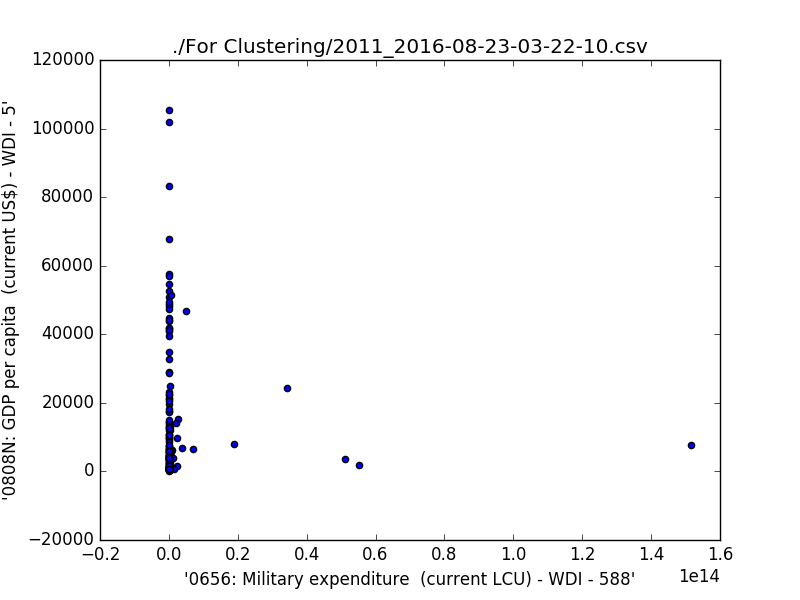 ./For Clustering/2011_2016-08-23-03-22-10.csv
120000
100000
80000
60000
40000
20000
0
−20000
'0808N: GDP per capita  (current US$) - WDI - 5'
−0.2 0.0 0.2 0.4 0.6 0.8 1.0 1.2 1.4 1.6
1e14
'0656: Military expenditure  (current LCU) - WDI - 588'